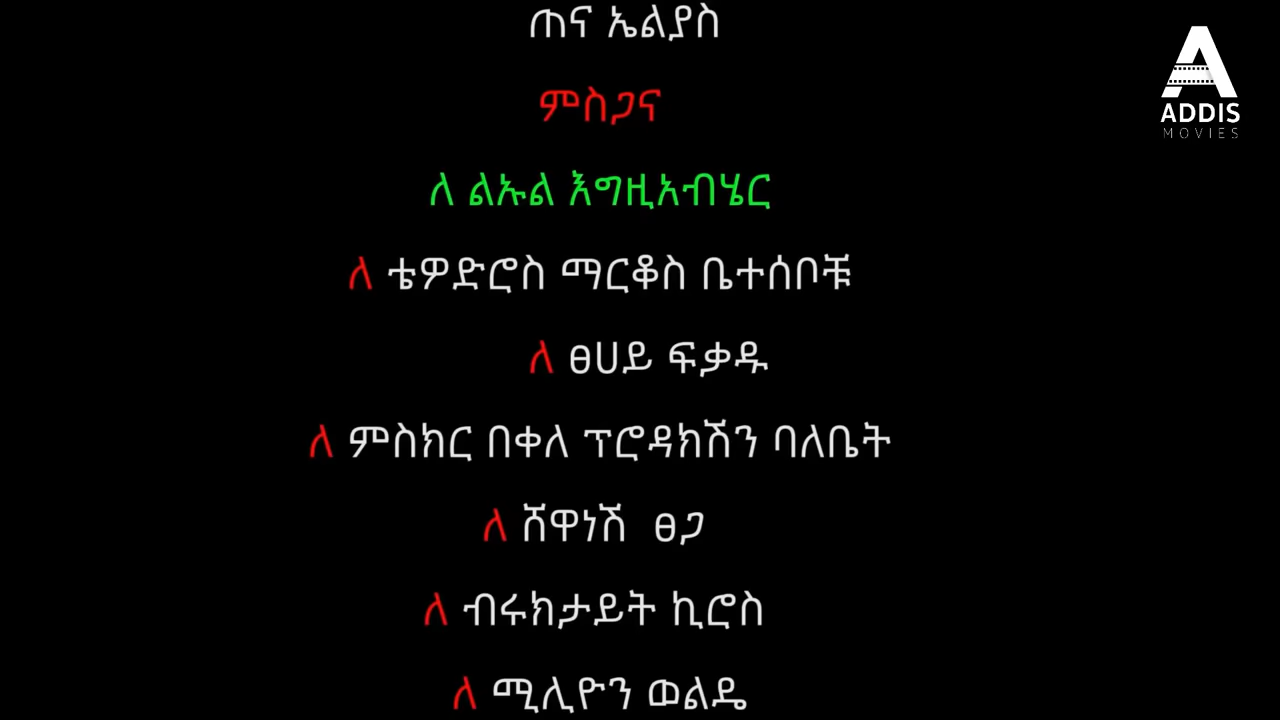 ጠና ኤልያስ
ምስጋና
ለ ልኡል እግዚአብሄር
ለ ቴዎድሮስ ማርቆስ ቤተሰቦቹ
ለ ፀሀይ ፍቃዱ
ለ ምስክር በቀለ ፕሮዳክሽን ባለቤት
ለ ሸዋነሽ ፀጋ
ለ ብሩክታይት ኪሮስ
ለ ሚሊዮን ወልዴ
ADDIS
MOVIES